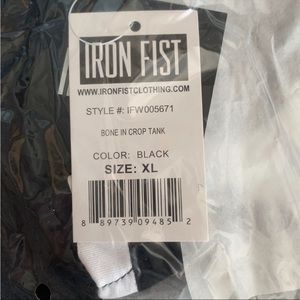 IRON FIST
WWW.IRONFISTCLOTHING.COM
STYLE #: IFW005671
BONE IN CROP TANK
COLOR: BLACK
SIZE: XL
8 89739 09485 2